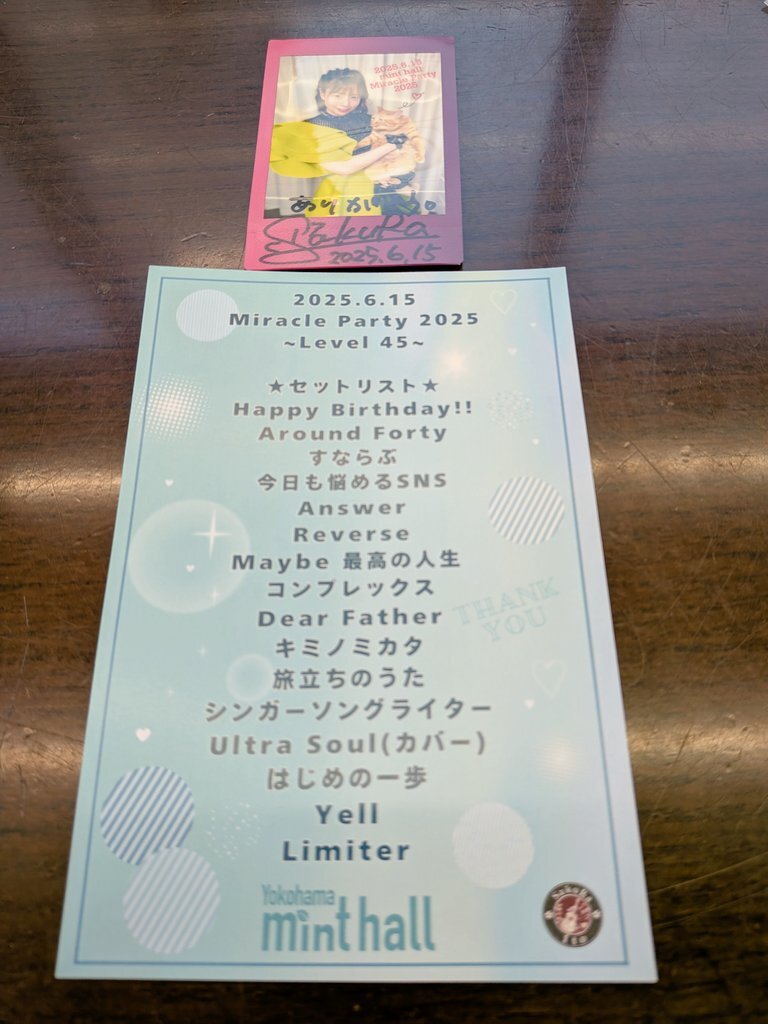 2025.6.15
mint hall
Miracle Party
2025
ありがとう。
SakuRa
2025.6.15
2025.6.15
Miracle Party 2025
~Level 45~
★セットリスト★
Happy Birthday!!
Around Forty
すならぶ
今日も悩めるSNS
Answer
Reverse
Maybe 最高の人生
コンプレックス
Dear Father
キミノミカタ
旅立ちのうた
シンガーソングライター
Ultra Soul(カバー)
はじめの一歩
Yell
Limiter
THANK
YOU
Yokohama
mint hall
SakuRa
Ito